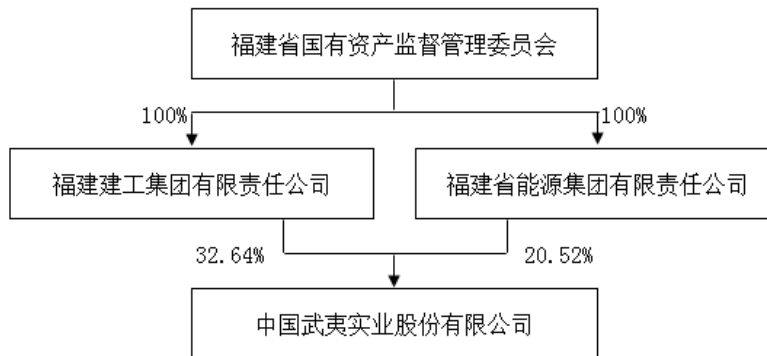 福建省国有资产监督管理委员会
100%
100%
福建建工集团有限责任公司
福建省能源集团有限责任公司
32.64%
20.52%
中国武夷实业股份有限公司